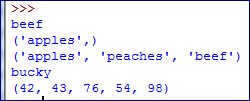 >>>
beef
('apples',)
('apples', 'peaches', 'beef')
bucky
(42, 43, 76, 54, 98)